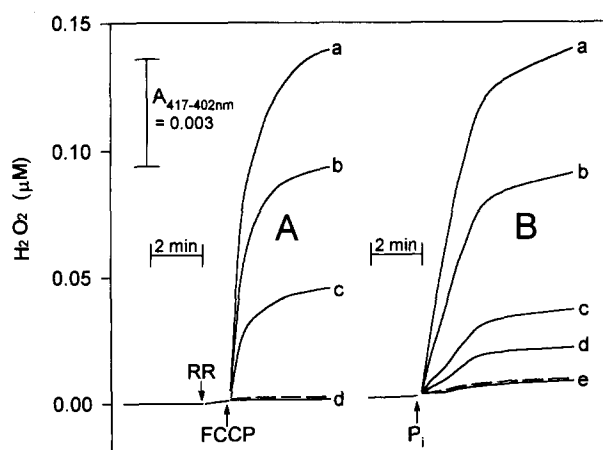 0.15
0.10
0.05
0.00
H2O2 (μM)
A417-402nm
= 0.003
2 min
RR
FCCP
A
a
b
c
d
2 min
Pi
B
a
b
c
d
e